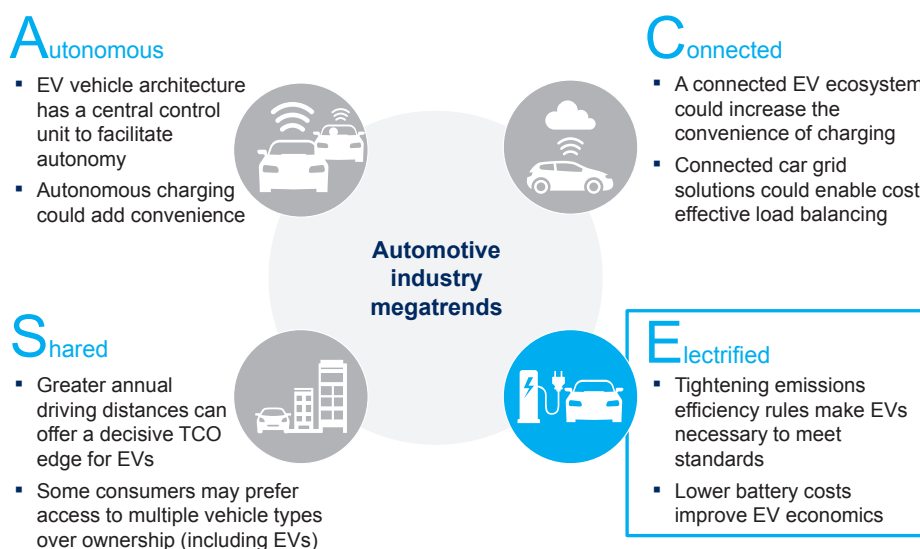 Autonomous
▪ EV vehicle architecture
has a central control
unit to facilitate
autonomy
▪ Autonomous charging
could add convenience
Connected
▪ A connected EV ecosystem
could increase the
convenience of charging
▪ Connected car grid
solutions could enable cost
effective load balancing
Automotive
industry
megatrends
Shared
▪ Greater annual
driving distances can
offer a decisive TCO
edge for EVs
▪ Some consumers may prefer
access to multiple vehicle types
over ownership (including EVs)
Electrified
▪ Tightening emissions
efficiency rules make EVs
necessary to meet
standards
▪ Lower battery costs
improve EV economics